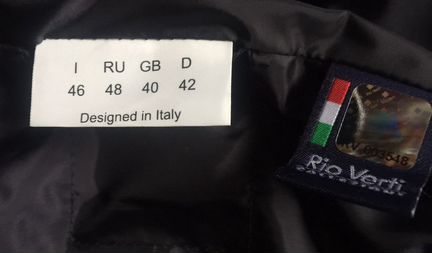 I RU GB D
46 48 40 42
Designed in Italy
Rio Verti